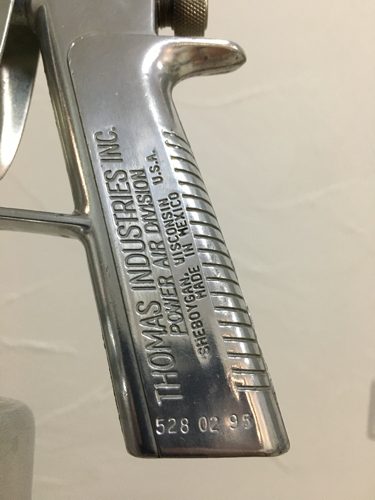 THOMAS INDUSTRIES INC.
POWER AIR DIVISION
SHEBOYGAN, WISCONSIN U.S.A.
MADE IN MEXICO
528 02 95